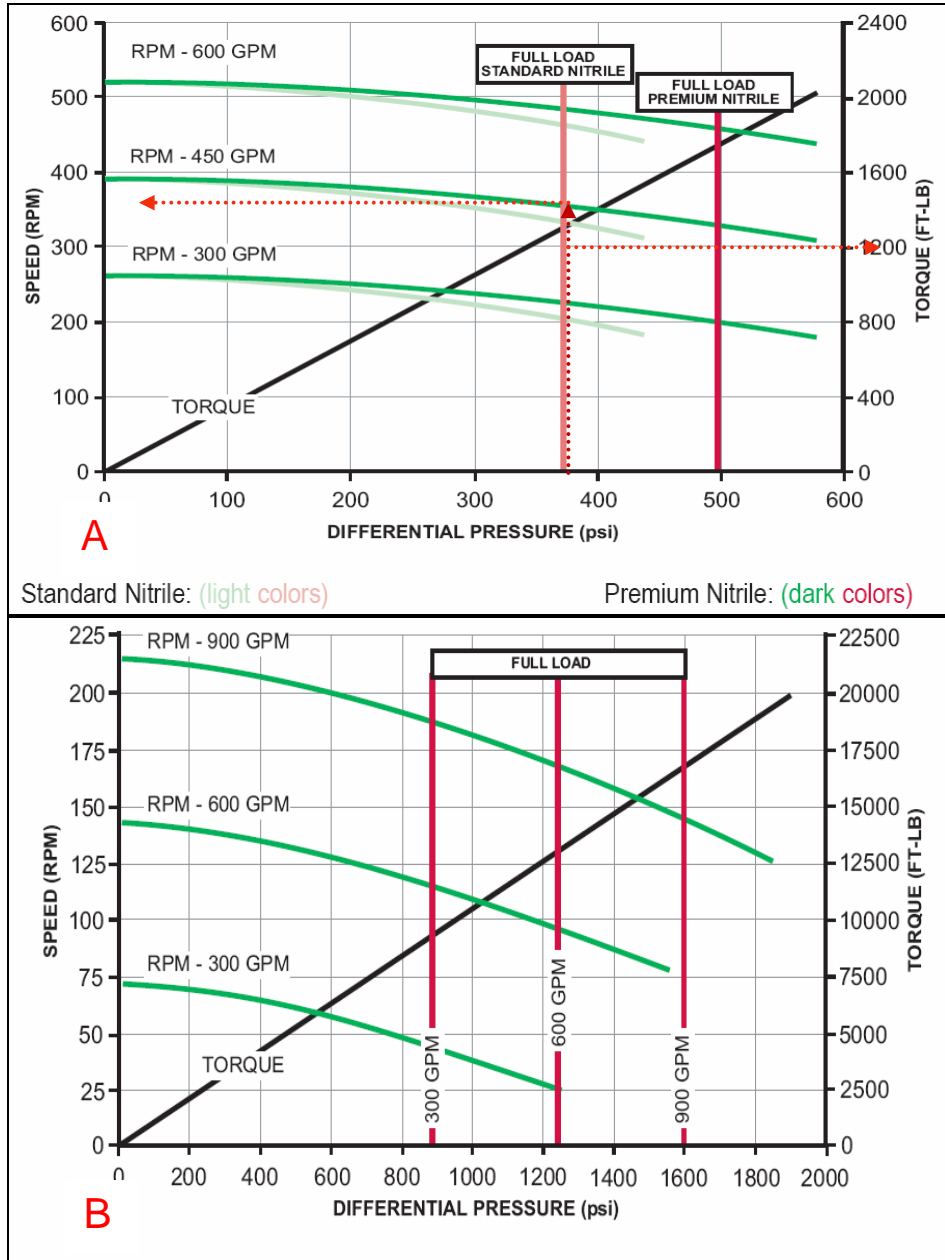 600
500
400
300
200
100
0
SPEED (RPM)
RPM - 600 GPM
RPM - 450 GPM
RPM - 300 GPM
TORQUE
FULL LOAD
STANDARD NITRILE
FULL LOAD
PREMIUM NITRILE
2400
2000
1600
1200
800
400
0
TORQUE (FT-LB)
0 100 200 300 400 500 600
DIFFERENTIAL PRESSURE (psi)
A
Standard Nitrile: (light colors) Premium Nitrile: (dark colors)
225
200
175
150
125
100
75
50
25
0
SPEED (RPM)
RPM - 900 GPM
RPM - 600 GPM
RPM - 300 GPM
TORQUE
FULL LOAD
300 GPM
600 GPM
900 GPM
22500
20000
17500
15000
12500
10000
7500
5000
2500
0
TORQUE (FT-LB)
0 200 400 600 800 1000 1200 1400 1600 1800 2000
DIFFERENTIAL PRESSURE (psi)
B